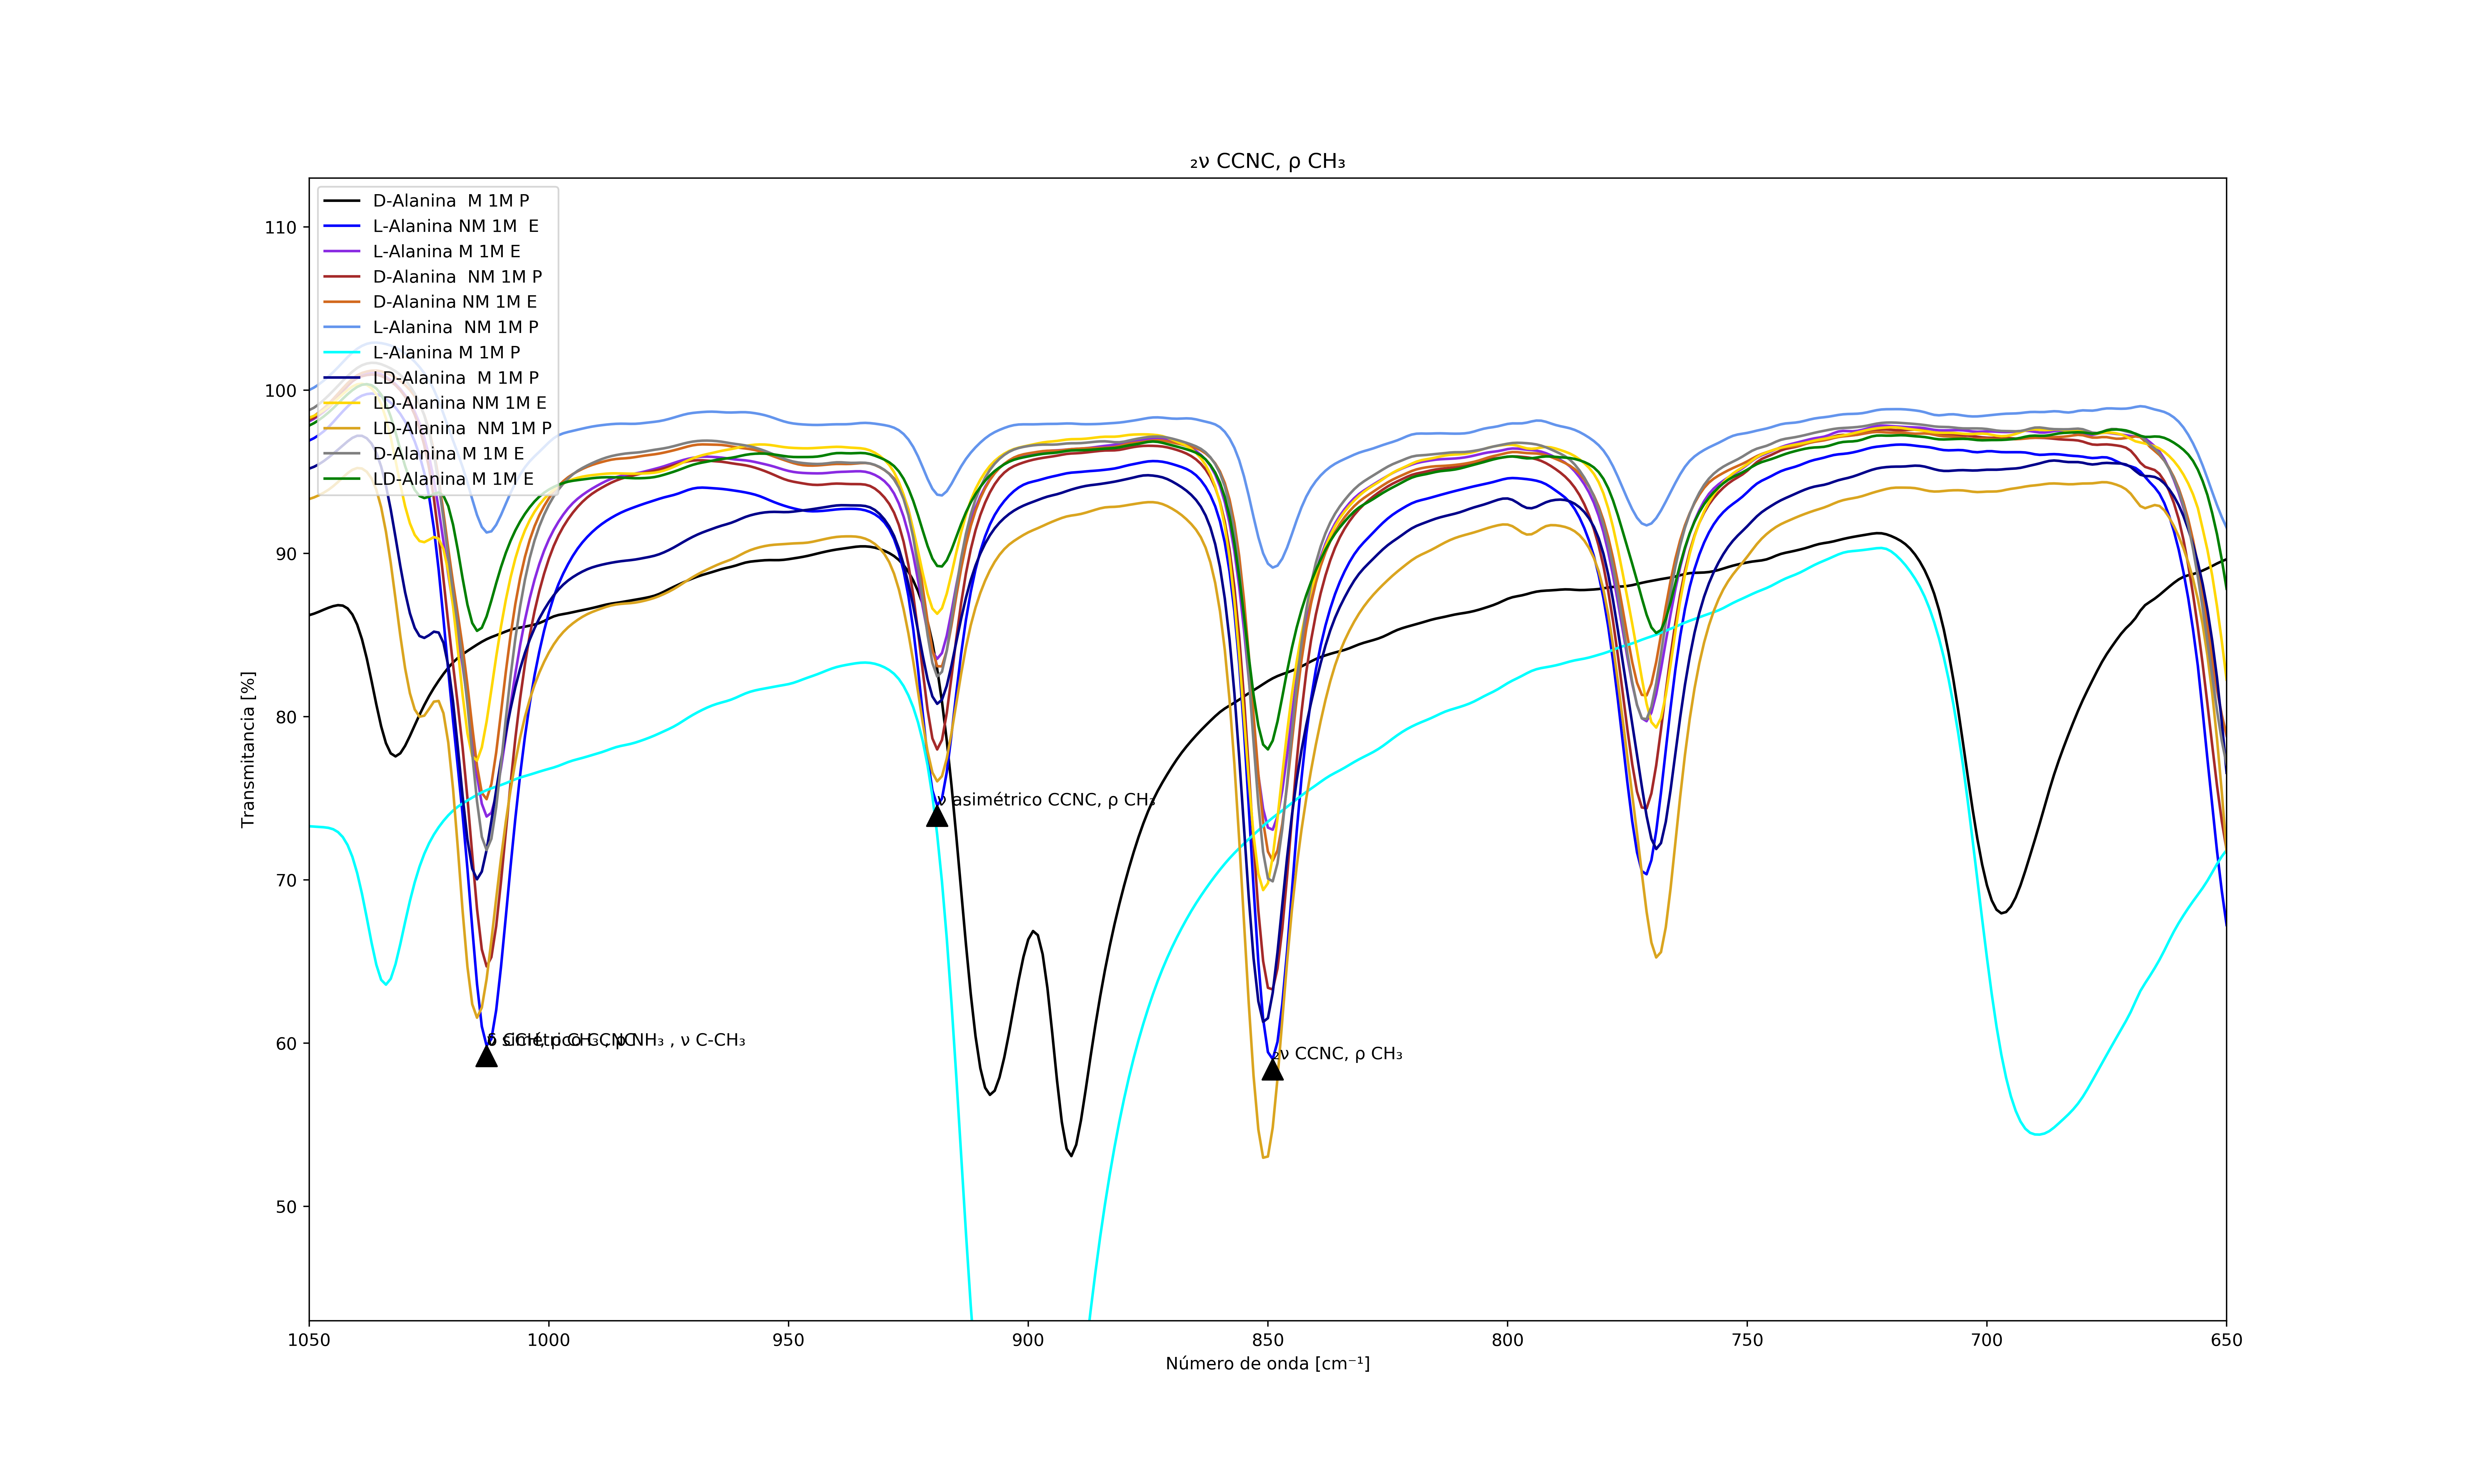 ₂ν CCNC, ρ CH₃
D-Alanina  M 1M P
L-Alanina NM 1M  E
L-Alanina M 1M E
D-Alanina  NM 1M P
D-Alanina NM 1M E
L-Alanina  NM 1M P
L-Alanina M 1M P
LD-Alanina  M 1M P
LD-Alanina NM 1M E
LD-Alanina  NM 1M P
D-Alanina M 1M E
LD-Alanina M 1M E
110
100
90
80
70
60
50
Transmitancia [%]
ν asimétrico CCNC, ρ CH₃
NH₃ , ν C-CH₃
₂ν CCNC, ρ CH₃
1050
1000
950
900
850
800
750
700
650
Número de onda [cm⁻¹]